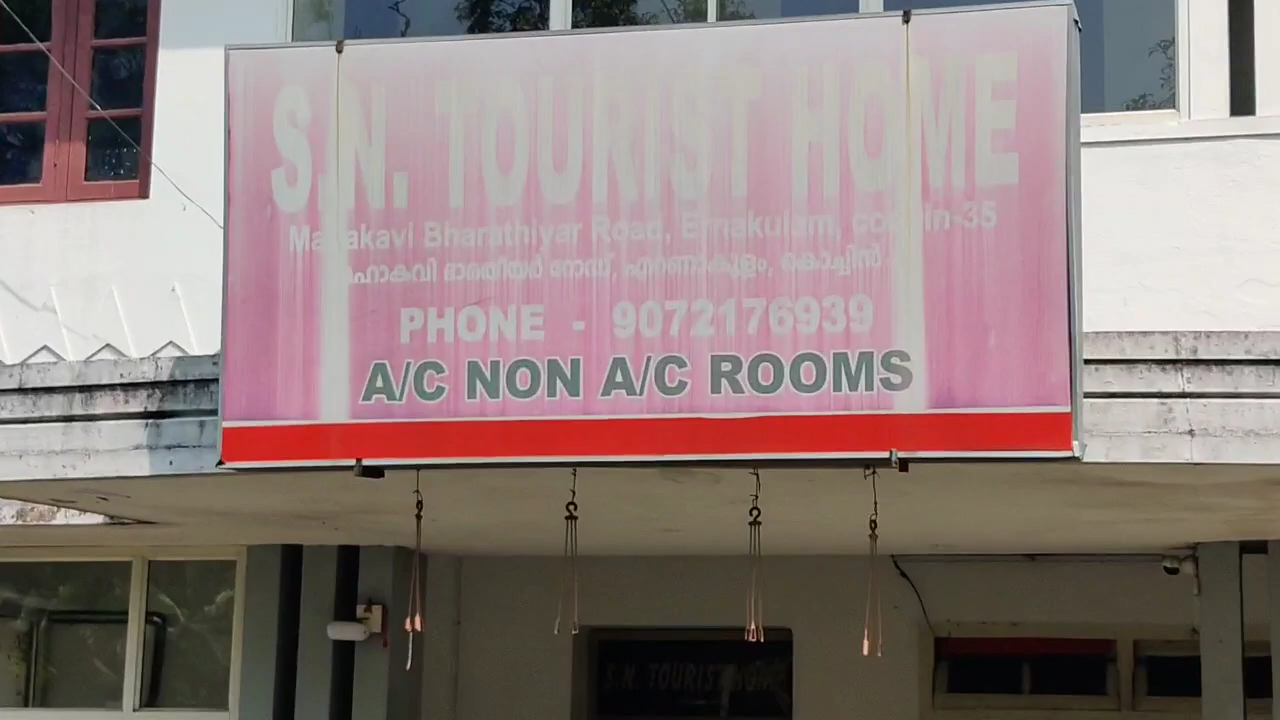 S.N. TOURIST HOME
Mahakavi Bharathiyar Road, Ernakulam, cochin-35
മഹാകവി ഭാരതിയാർ റോഡ്, എറണാകുളം, കൊച്ചിൻ
PHONE - 9072176939
A/C NON A/C ROOMS
S.N. TOURIST HOME